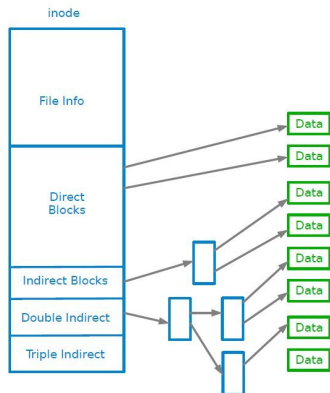 inode
File Info
Direct
Blocks
Indirect Blocks
Double Indirect
Triple Indirect
Data
Data
Data
Data
Data
Data
Data
Data